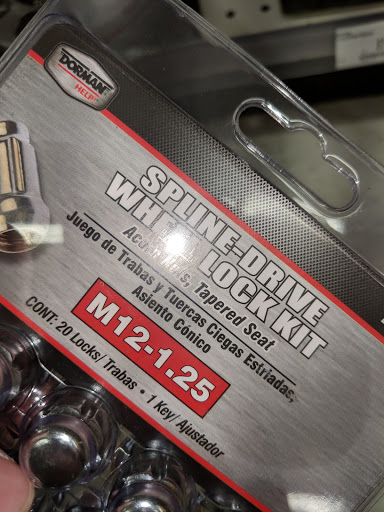 DORMAN
HELP!
SPLINE-DRIVE
WHEEL LOCK KIT
Tapered Seat
Juego de Trabas y Tuercas Ciegas Estriadas,
Asiento Cónico
M12-1.25
CONT: 20 Locks/Trabas • 1 Key/Ajustador